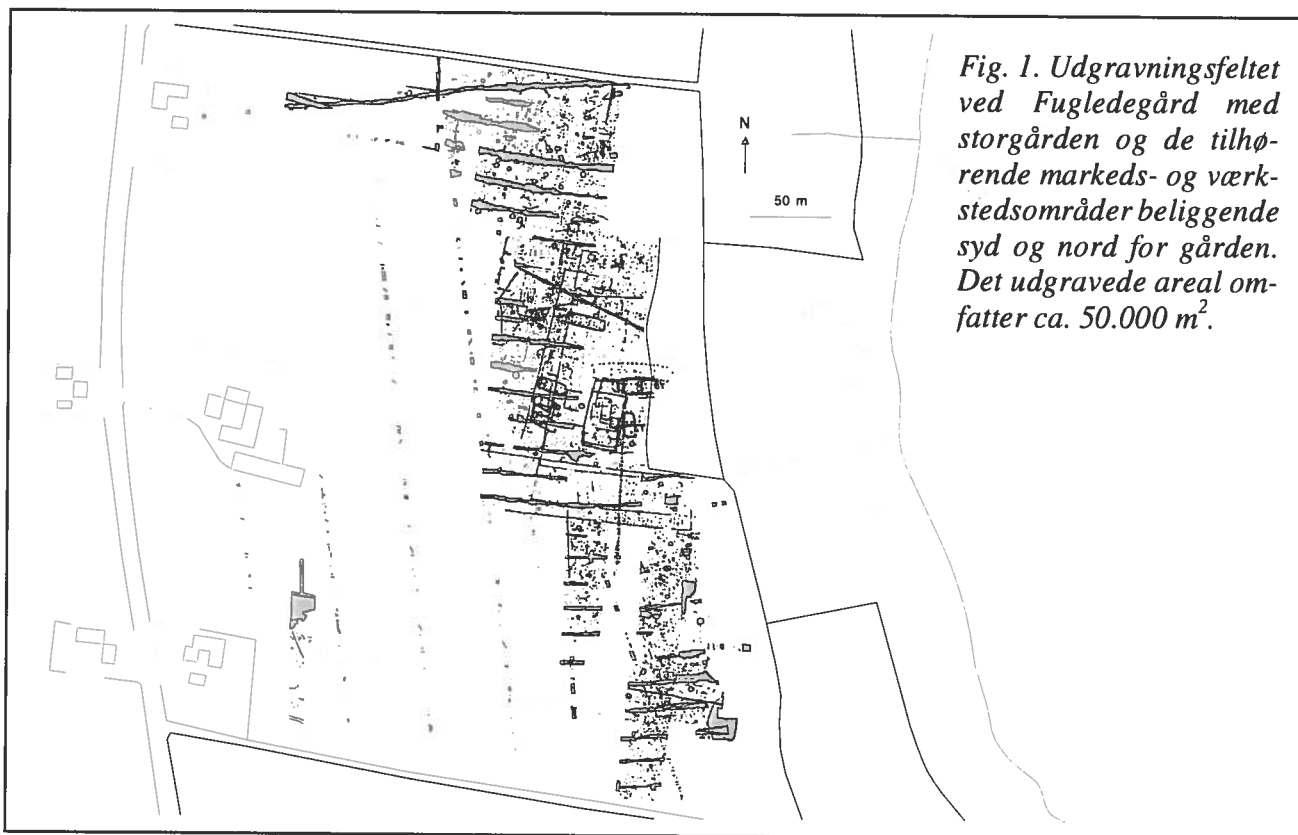 Fig. 1. Udgravningsfeltet
ved Fugledegård med
storgården og de tilhø-
rende markeds- og værk-
stedsområder beliggende
syd og nord for gården.
Det udgravede areal om-
fatter ca. 50.000 m².
N
50 m